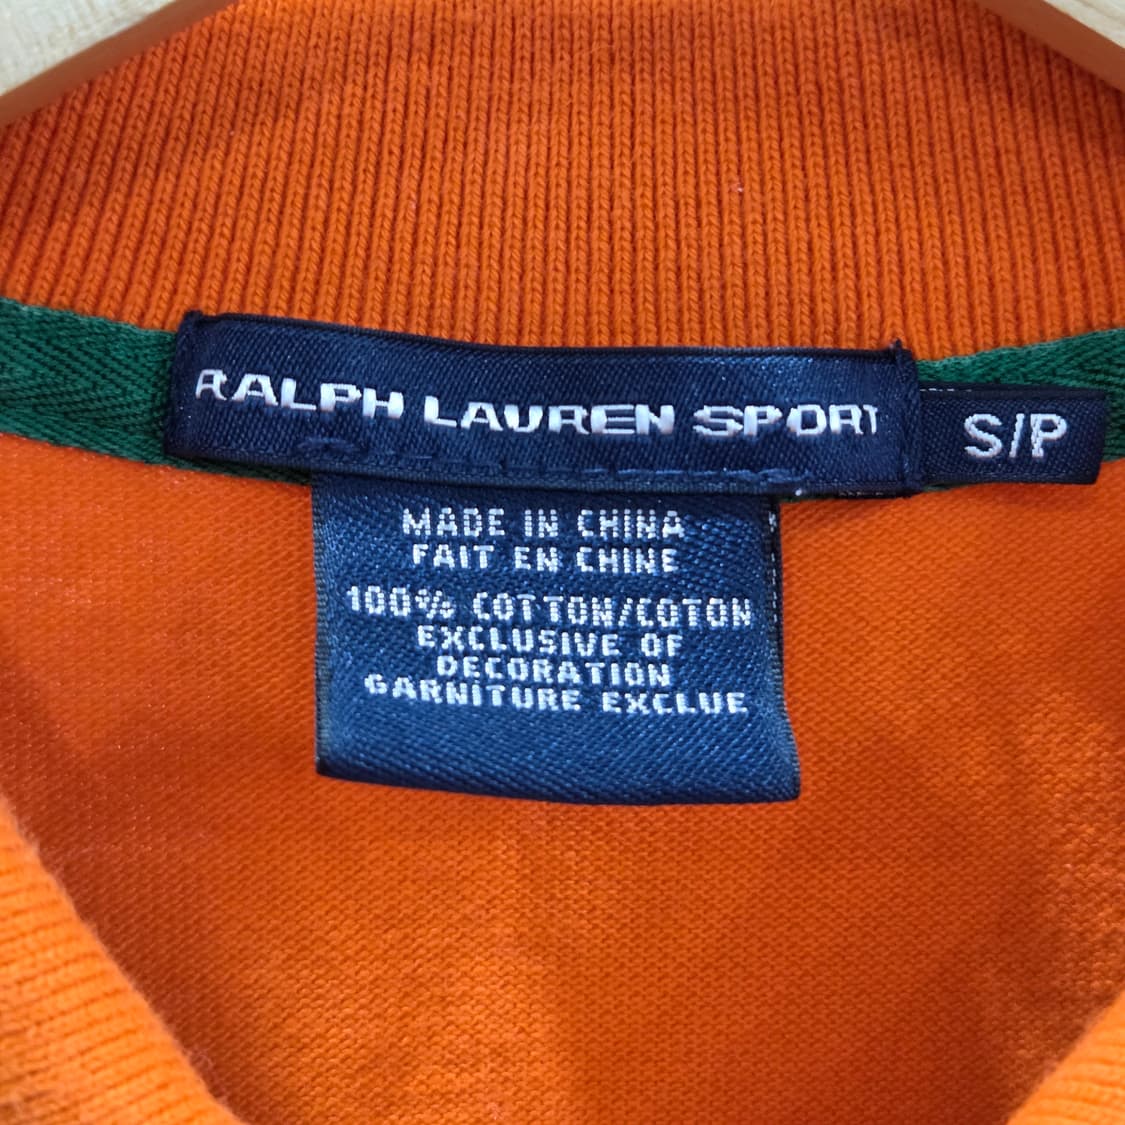 RALPH LAUREN SPORT
S/P
MADE IN CHINA
FAIT EN CHINE
100% COTTON/COTON
EXCLUSIVE OF
DECORATION
GARNITURE EXCLUE